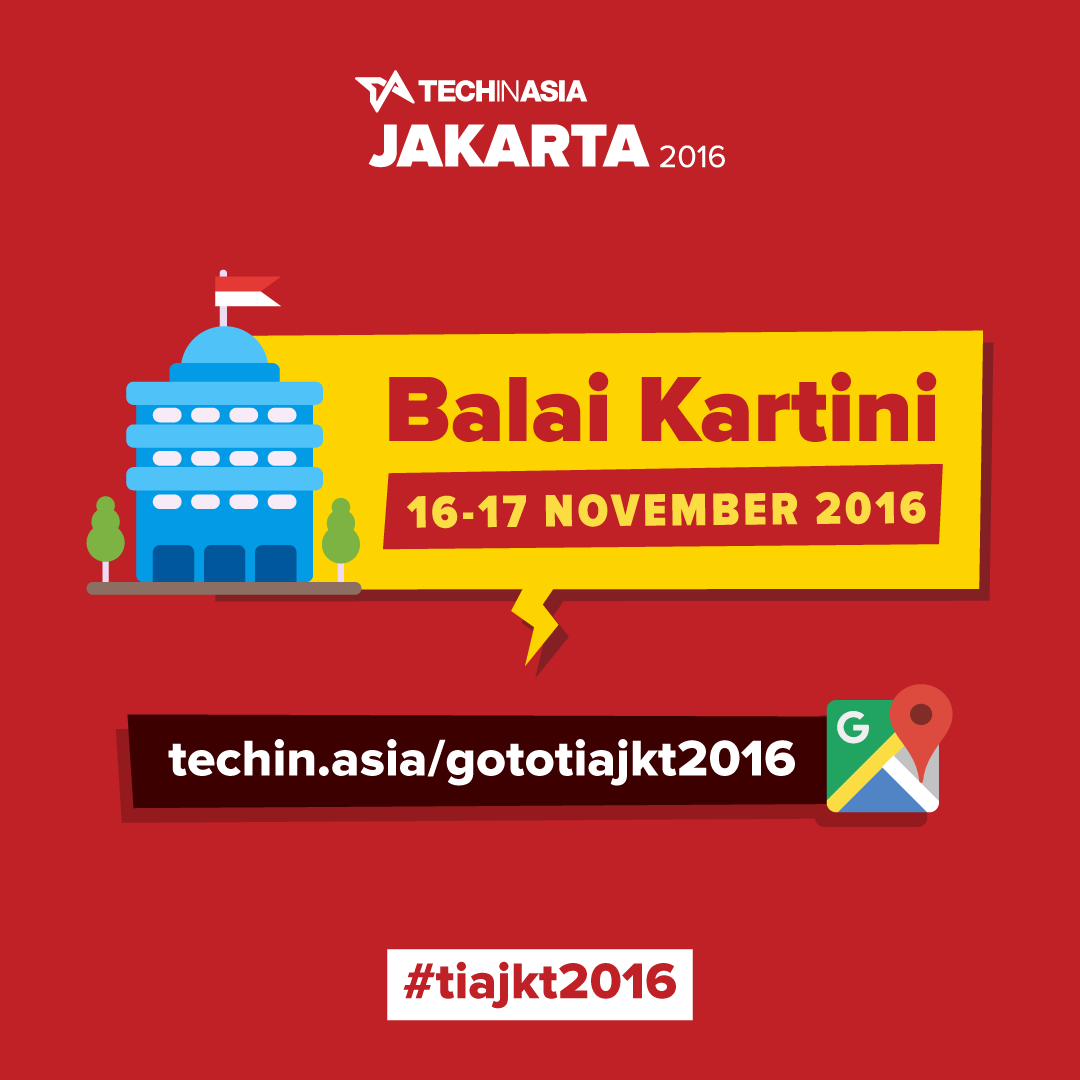 TECHINASIA
JAKARTA 2016
Balai Kartini
16-17 NOVEMBER 2016
techin.asia/gototiajkt2016
G
#tiajkt2016